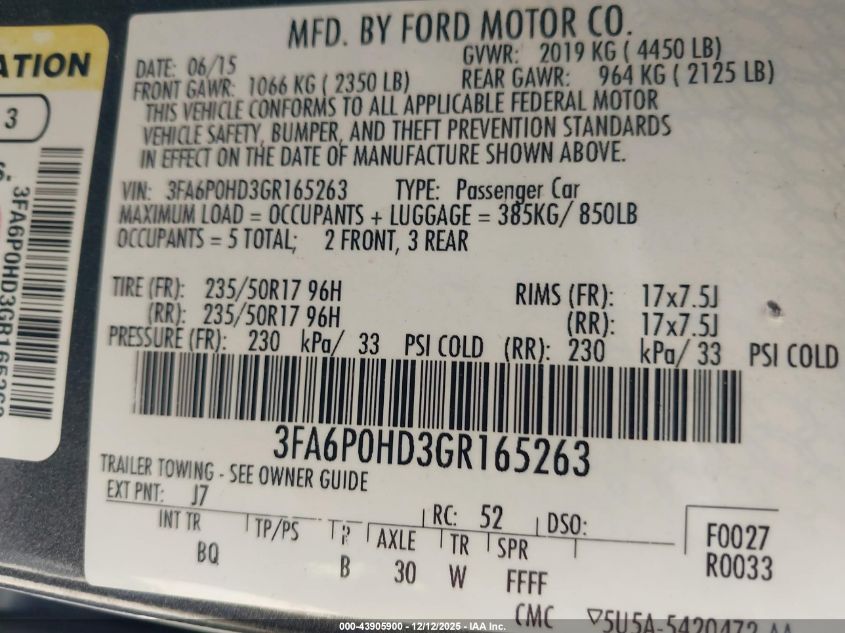 MFD. BY FORD MOTOR CO.
DATE: 06/15 GVWR: 2019 KG ( 4450 LB)
FRONT GAWR: 1066 KG ( 2350 LB) REAR GAWR: 964 KG ( 2125 LB)
THIS VEHICLE CONFORMS TO ALL APPLICABLE FEDERAL MOTOR
VEHICLE SAFETY, BUMPER, AND THEFT PREVENTION STANDARDS
IN EFFECT ON THE DATE OF MANUFACTURE SHOWN ABOVE.
VIN: 3FA6P0HD3GR165263 TYPE: Passenger Car
MAXIMUM LOAD = OCCUPANTS + LUGGAGE = 385KG/ 850LB
OCCUPANTS = 5 TOTAL; 2 FRONT, 3 REAR
TIRE (FR): 235/50R17 96H RIMS (FR): 17x7.5J
(RR): 235/50R17 96H (RR): 17x7.5J
PRESSURE (FR): 230 kPa/ 33 PSI COLD (RR): 230 kPa/ 33 PSI COLD
3FA6P0HD3GR165263
TRAILER TOWING - SEE OWNER GUIDE
EXT PNT: J7 RC: 52 DSO:
INT TR TP/PS AXLE TR SPR
BQ B 30 W FFFF
F0027
R0033
CMC ▽5U5A-5420472
ATION
3
3FA6P0HD3GR165263
000-43905900 - 12/12/2025 - IAA Inc.